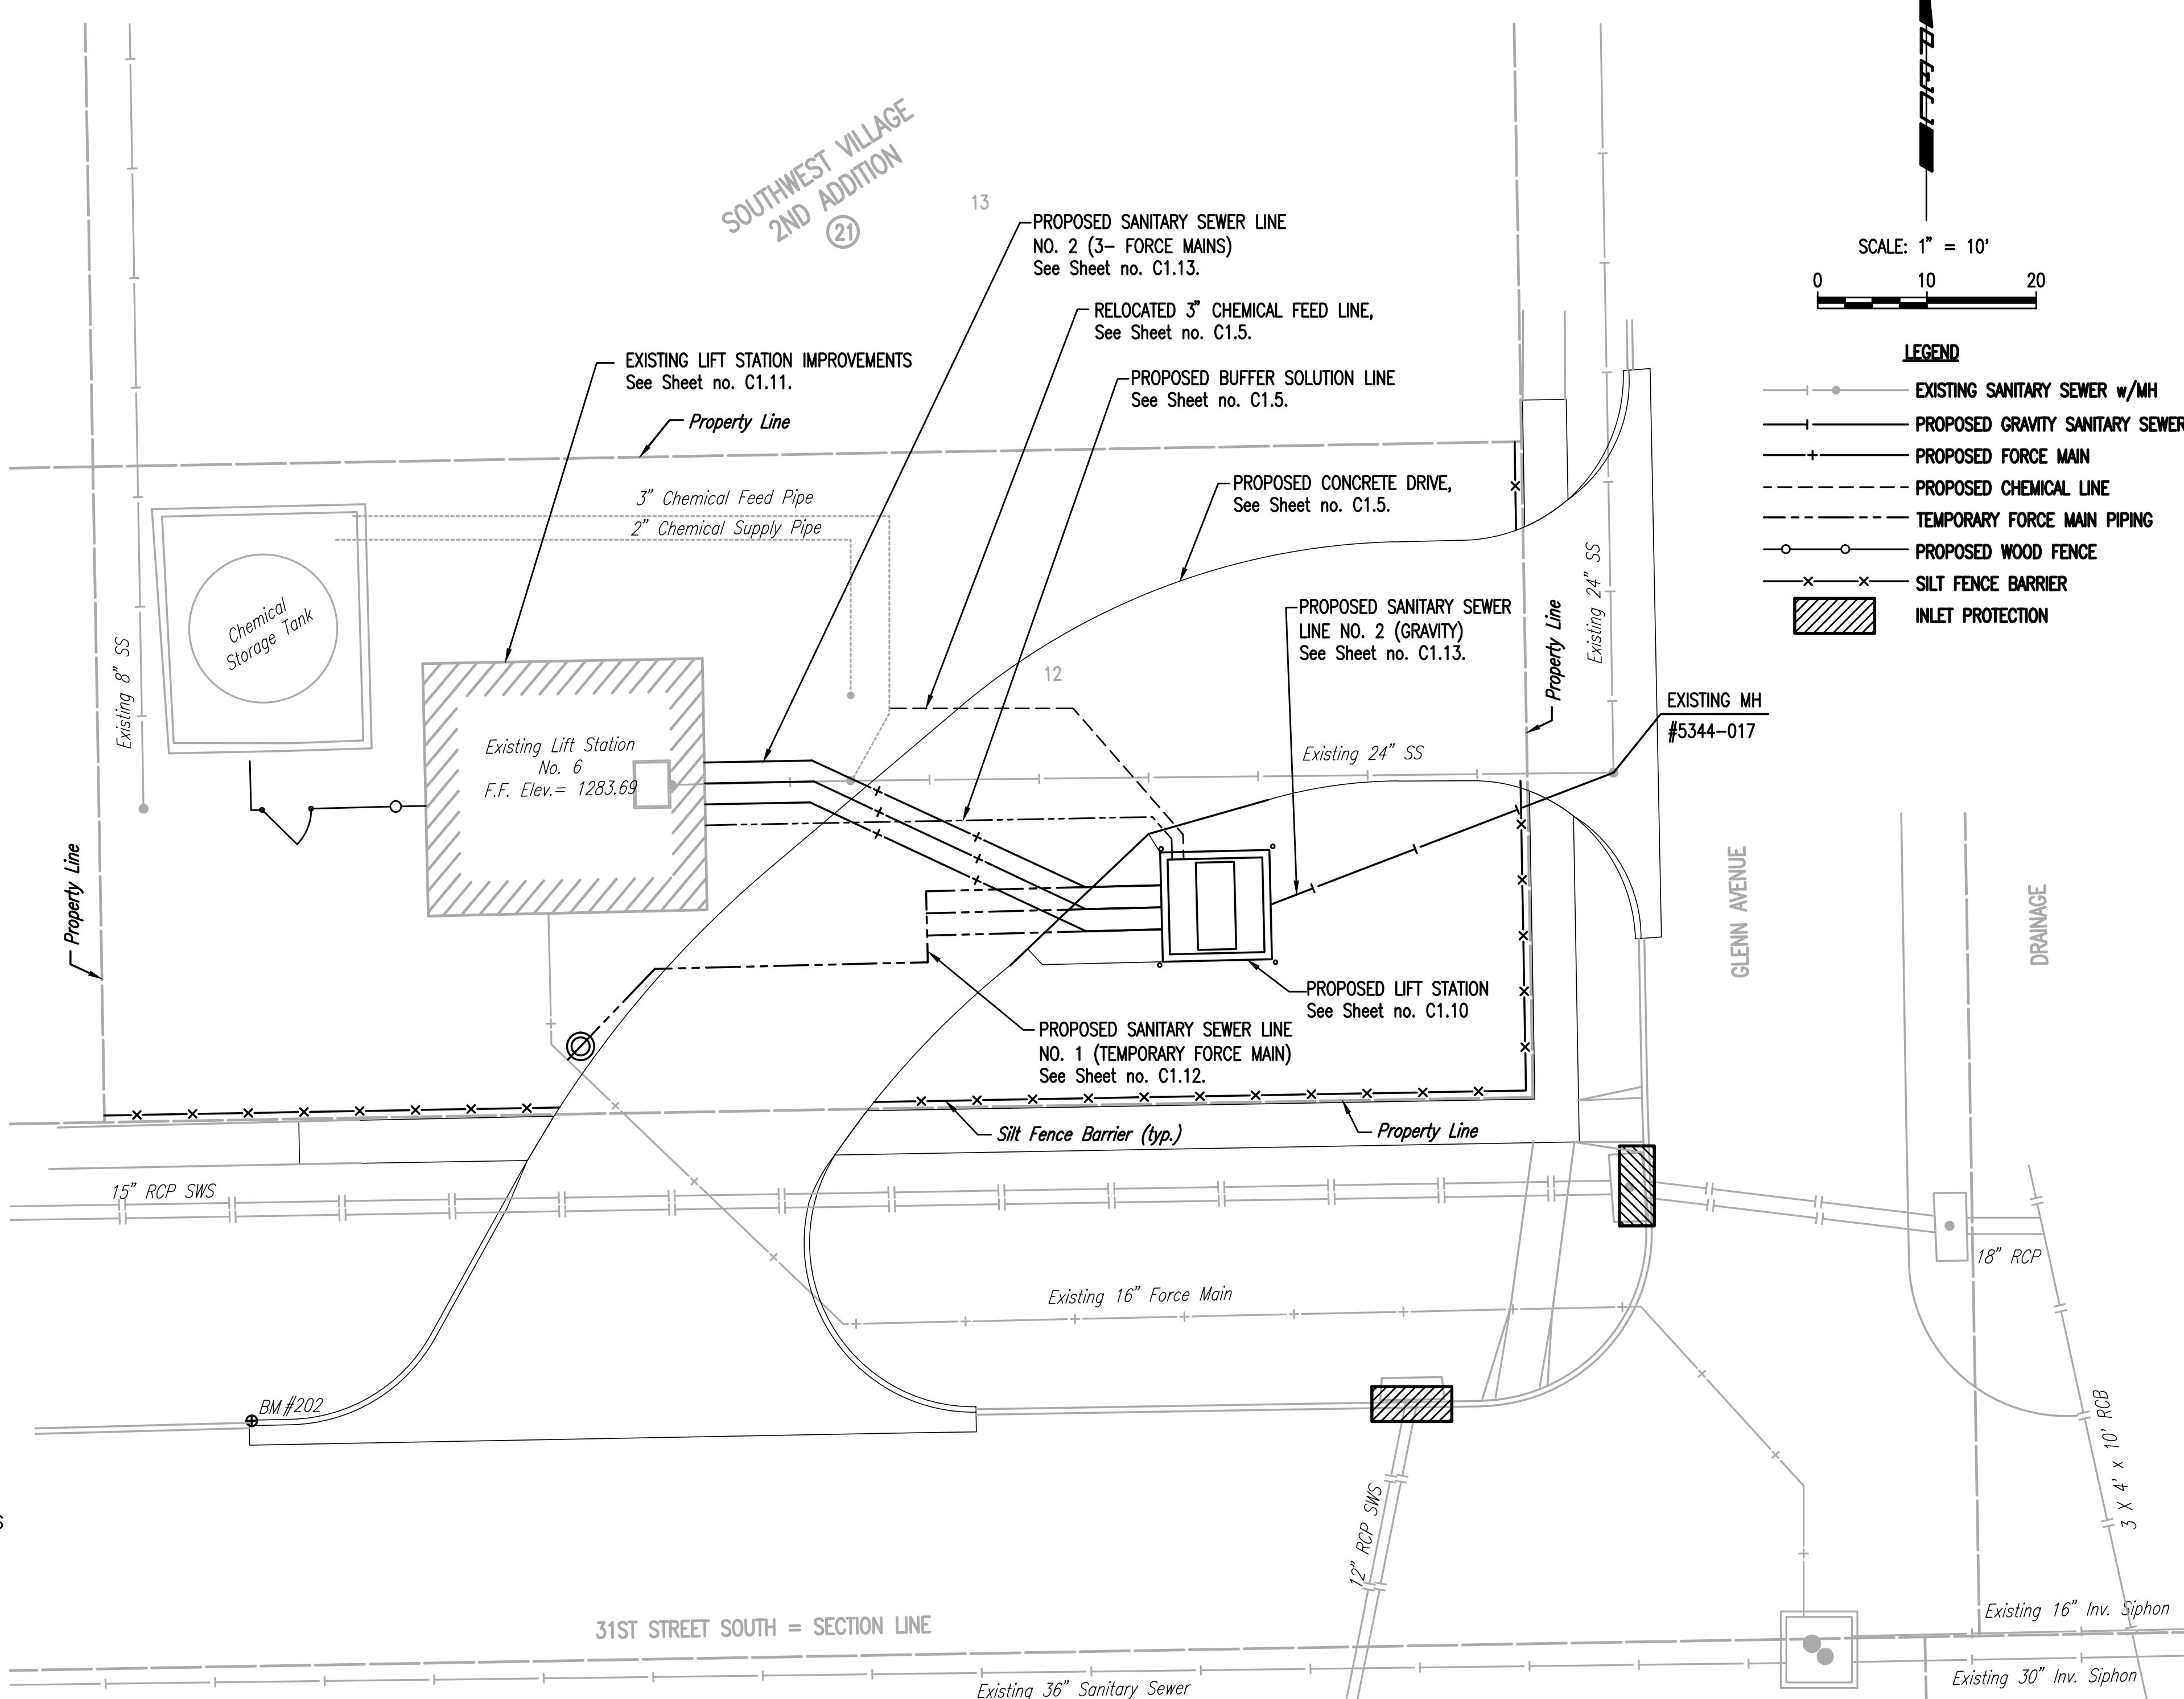 SOUTHWEST VILLAGE
2ND ADDITION
21
13
PROPOSED SANITARY SEWER LINE
NO. 2 (3- FORCE MAINS)
See Sheet no. C1.13.
RELOCATED 3" CHEMICAL FEED LINE,
See Sheet no. C1.5.
EXISTING LIFT STATION IMPROVEMENTS
See Sheet no. C1.11.
PROPOSED BUFFER SOLUTION LINE
See Sheet no. C1.5.
Property Line
PROPOSED CONCRETE DRIVE,
See Sheet no. C1.5.
3" Chemical Feed Pipe
2" Chemical Supply Pipe
SCALE: 1" = 10'
0 10 20
LEGEND
EXISTING SANITARY SEWER w/MH
PROPOSED GRAVITY SANITARY SEWER
PROPOSED FORCE MAIN
PROPOSED CHEMICAL LINE
TEMPORARY FORCE MAIN PIPING
PROPOSED WOOD FENCE
SILT FENCE BARRIER
INLET PROTECTION
Chemical
Storage Tank
Existing 8" SS
PROPOSED SANITARY SEWER
LINE NO. 2 (GRAVITY)
See Sheet no. C1.13.
Property Line
Existing 24" SS
12
EXISTING MH
#5344-017
Existing Lift Station
No. 6
F.F. Elev.= 1283.69
Existing 24" SS
Property Line
GLENN AVENUE
DRAINAGE
PROPOSED LIFT STATION
See Sheet no. C1.10
PROPOSED SANITARY SEWER LINE
NO. 1 (TEMPORARY FORCE MAIN)
See Sheet no. C1.12.
Silt Fence Barrier (typ.)
Property Line
15" RCP SWS
18" RCP
Existing 16" Force Main
BM #202
12" RCP SWS
3 X 4' x 10' RCB
S
31ST STREET SOUTH = SECTION LINE
Existing 16" Inv. Siphon
Existing 30" Inv. Siphon
Existing 36" Sanitary Sewer